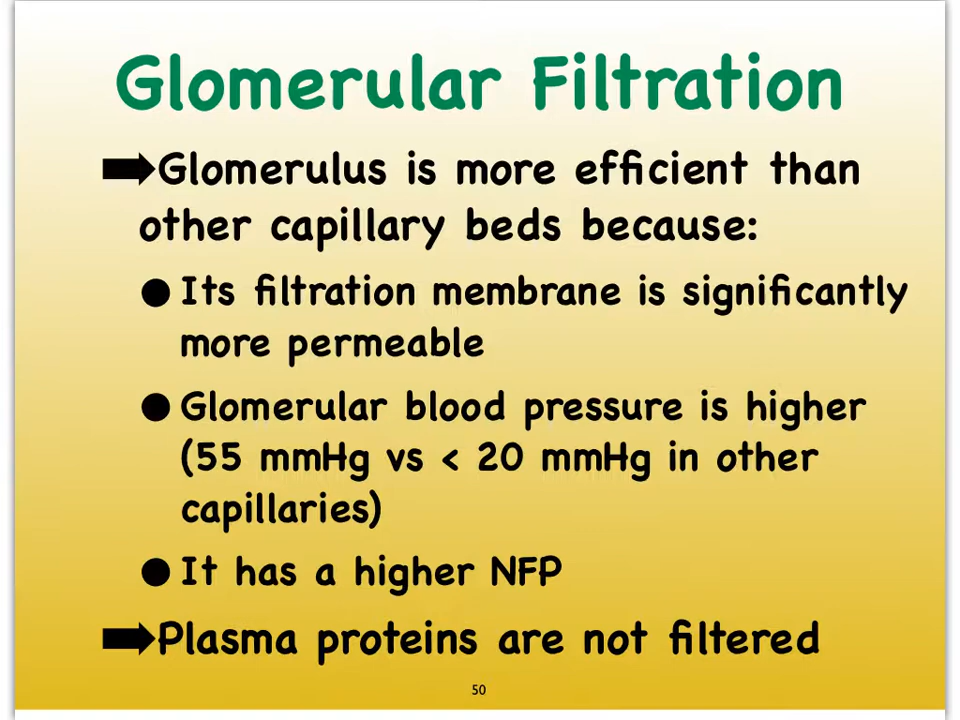 Glomerular Filtration
Glomerulus is more efficient than
other capillary beds because:
● Its filtration membrane is significantly
more permeable
● Glomerular blood pressure is higher
(55 mmHg vs < 20 mmHg in other
capillaries)
● It has a higher NFP
Plasma proteins are not filtered
50